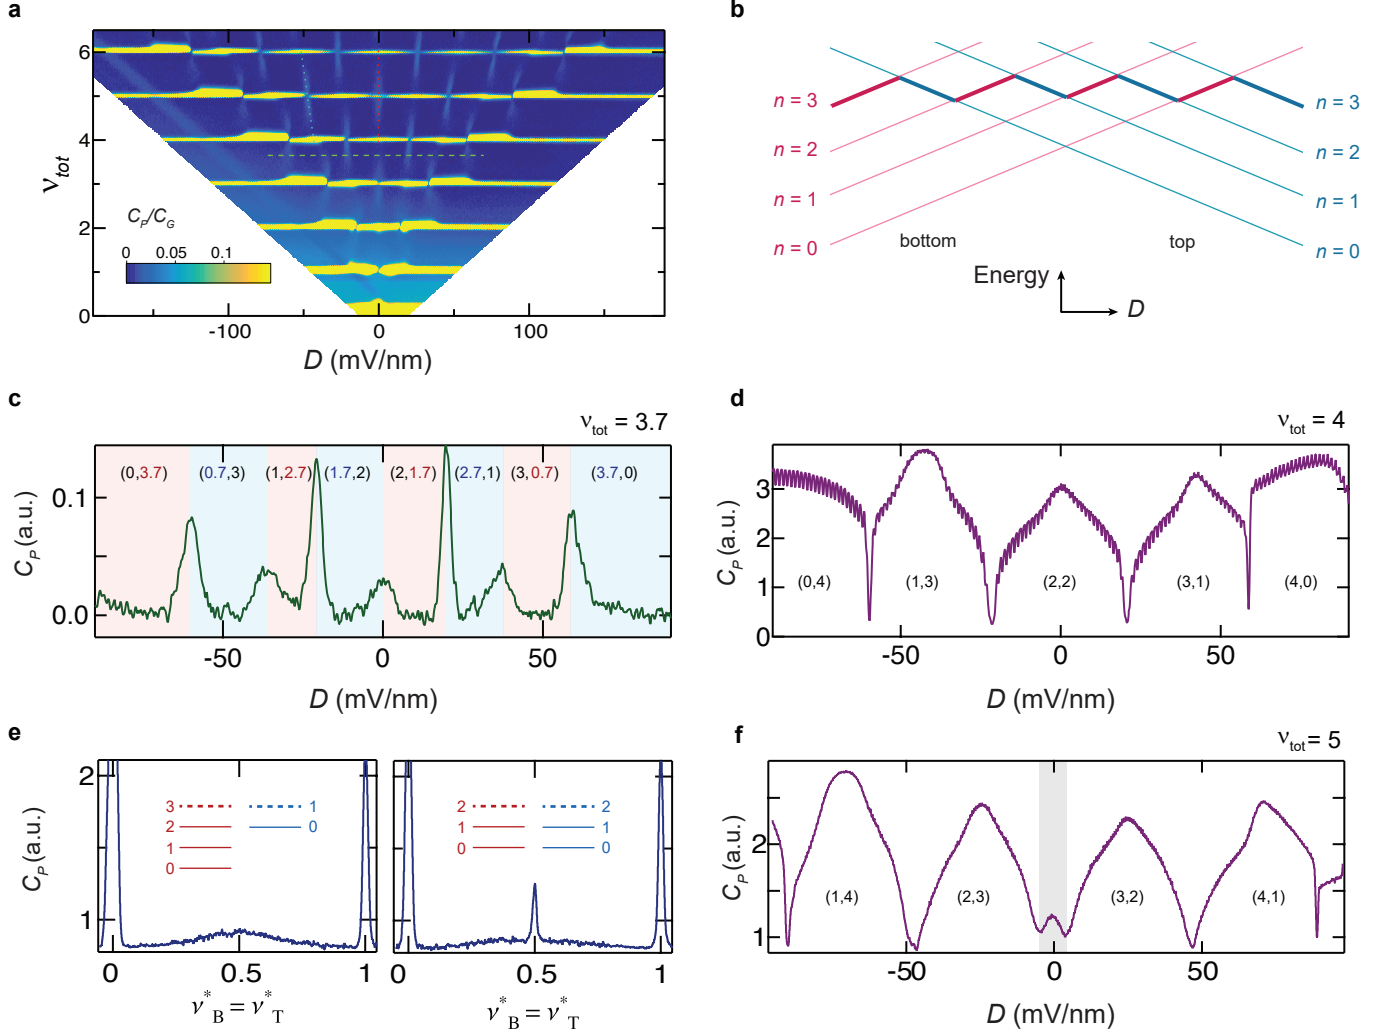 a
6
4
2
0
ν_tot
C_P/C_G
0 0.05 0.1
-100 0 100
D (mV/nm)
b
n = 3
n = 2
n = 1
n = 0
bottom
top
n = 3
n = 2
n = 1
n = 0
Energy
D
c
ν_tot = 3.7
(0,3.7) (0.7,3) (1,2.7) (1.7,2) (2,1.7) (2.7,1) (3,0.7) (3.7,0)
0.1
0.0
C_P (a.u.)
-50 0 50
D (mV/nm)
d
ν_tot = 4
3
2
1
0
C_P (a.u.)
(0,4) (1,3) (2,2) (3,1) (4,0)
-50 0 50
D (mV/nm)
e
2
1
C_P (a.u.)
3
2
1
0
1
0
0 0.5 1
ν*_B = ν*_T
2
1
0
2
1
0
0 0.5 1
ν*_B = ν*_T
f
ν_tot = 5
2
1
C_P (a.u.)
(1,4) (2,3) (3,2) (4,1)
-50 0 50
D (mV/nm)